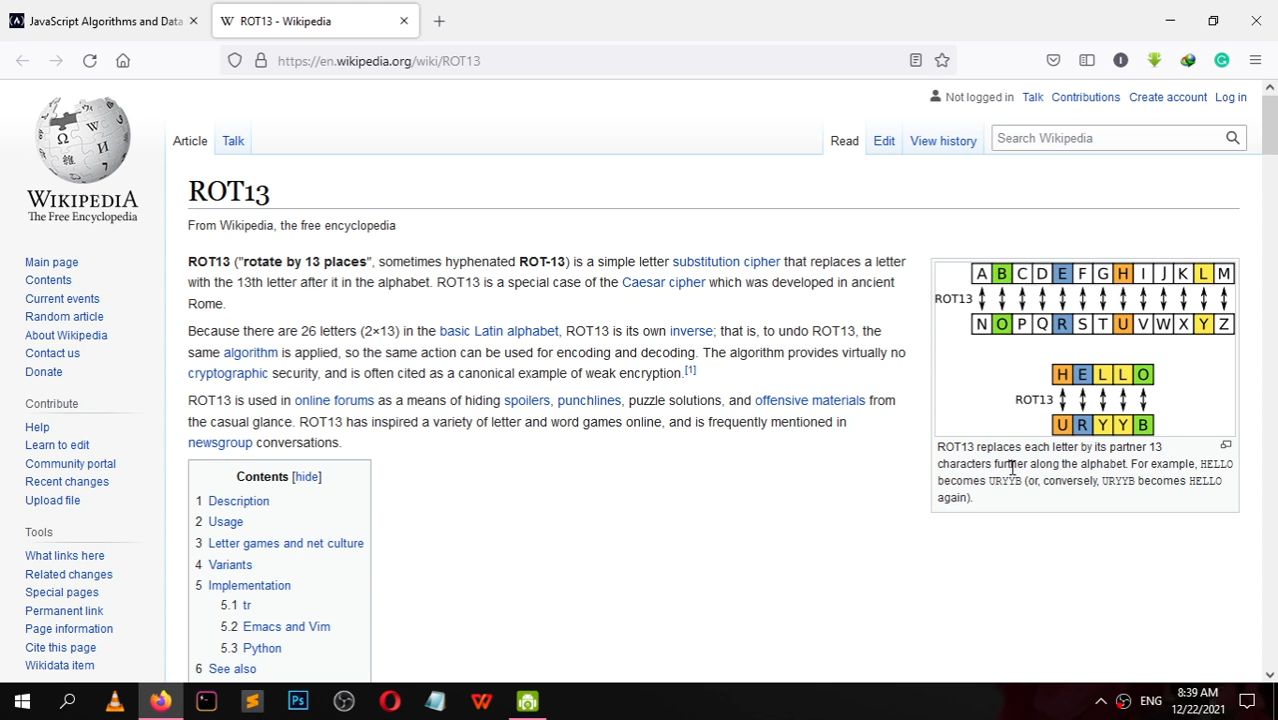 JavaScript Algorithms and Data
ROT13 - Wikipedia
https://en.wikipedia.org/wiki/ROT13
Not logged in Talk Contributions Create account Log in
Article Talk Read Edit View history Search Wikipedia
WIKIPEDIA
The Free Encyclopedia
Main page
Contents
Current events
Random article
About Wikipedia
Contact us
Donate
Contribute
Help
Learn to edit
Community portal
Recent changes
Upload file
Tools
What links here
Related changes
Special pages
Permanent link
Page information
Cite this page
Wikidata item
ROT13
From Wikipedia, the free encyclopedia
ROT13 ("rotate by 13 places", sometimes hyphenated ROT-13) is a simple letter substitution cipher that replaces a letter
with the 13th letter after it in the alphabet. ROT13 is a special case of the Caesar cipher which was developed in ancient
Rome.
Because there are 26 letters (2×13) in the basic Latin alphabet, ROT13 is its own inverse; that is, to undo ROT13, the
same algorithm is applied, so the same action can be used for encoding and decoding. The algorithm provides virtually no
cryptographic security, and is often cited as a canonical example of weak encryption.[1]
ROT13 is used in online forums as a means of hiding spoilers, punchlines, puzzle solutions, and offensive materials from
the casual glance. ROT13 has inspired a variety of letter and word games online, and is frequently mentioned in
newsgroup conversations.
Contents [hide]
1 Description
2 Usage
3 Letter games and net culture
4 Variants
5 Implementation
5.1 tr
5.2 Emacs and Vim
5.3 Python
6 See also
A B C D E F G H I J K L M
ROT13
N O P Q R S T U V W X Y Z
H E L L O
ROT13
U R Y Y B
ROT13 replaces each letter by its partner 13
characters further along the alphabet. For example, HELLO
becomes URYYB (or, conversely, URYYB becomes HELLO
again).
Ps
ENG
8:39 AM
12/22/2021